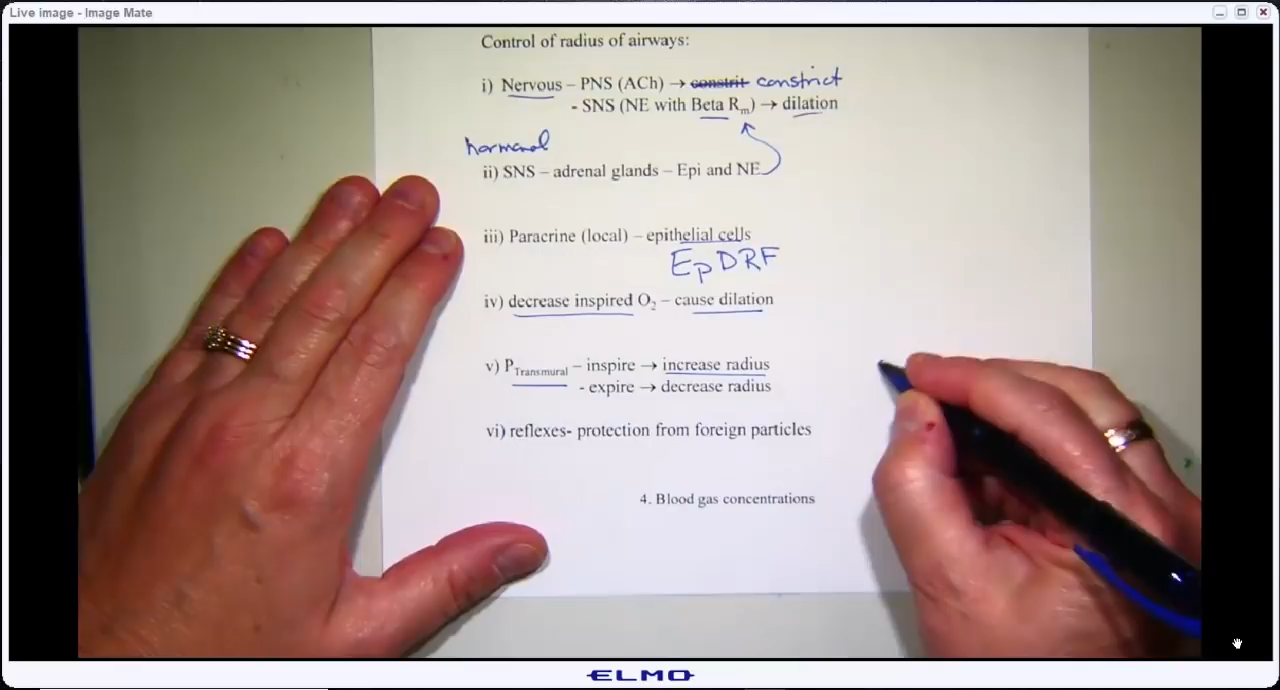 Live image - Image Mate
Control of radius of airways:
i) Nervous – PNS (ACh) → constrit constrict
- SNS (NE with Beta Rm) → dilation
hormonal
ii) SNS – adrenal glands – Epi and NE
iii) Paracrine (local) – epithelial cells
EpDRF
iv) decrease inspired O₂ – cause dilation
v) PTransmural – inspire → increase radius
- expire → decrease radius
vi) reflexes- protection from foreign particles
4. Blood gas concentrations
ELMO